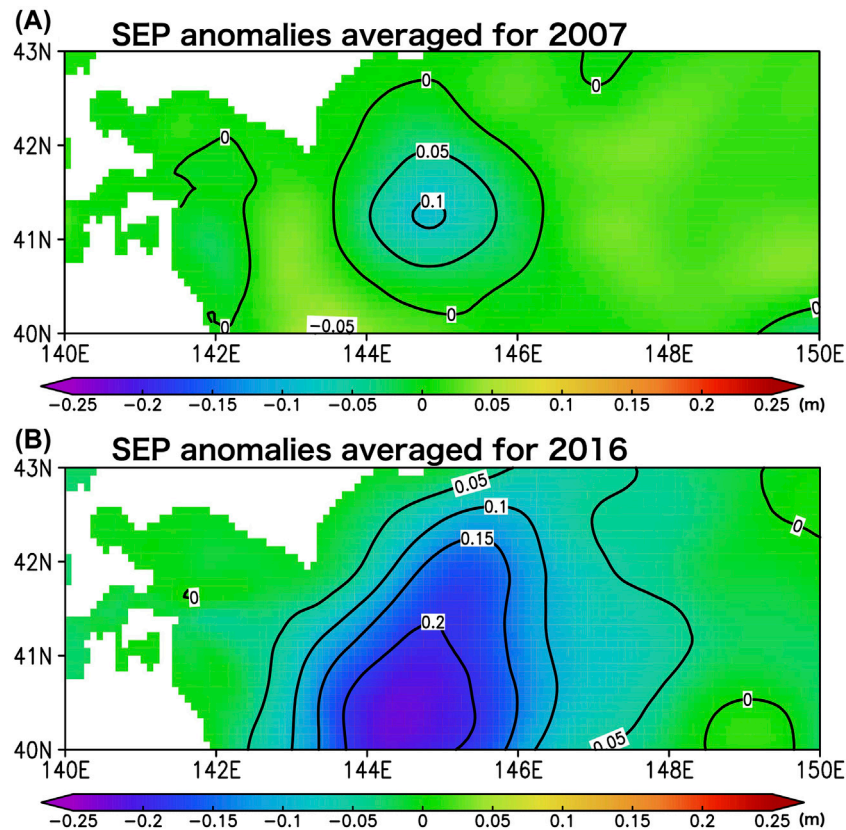 (A)
SEP anomalies averaged for 2007
43N
0
0
0
42N
0.05
0.1
41N
0
0
0
−0.05
40N
140E 142E 144E 146E 148E 150E
−0.25 −0.2 −0.15 −0.1 −0.05 0 0.05 0.1 0.15 0.2 0.25 (m)
(B)
SEP anomalies averaged for 2016
43N
0.05
0.1
0
0.15
42N
0
0.2
41N
0
0.05
40N
140E 142E 144E 146E 148E 150E
−0.25 −0.2 −0.15 −0.1 −0.05 0 0.05 0.1 0.15 0.2 0.25 (m)